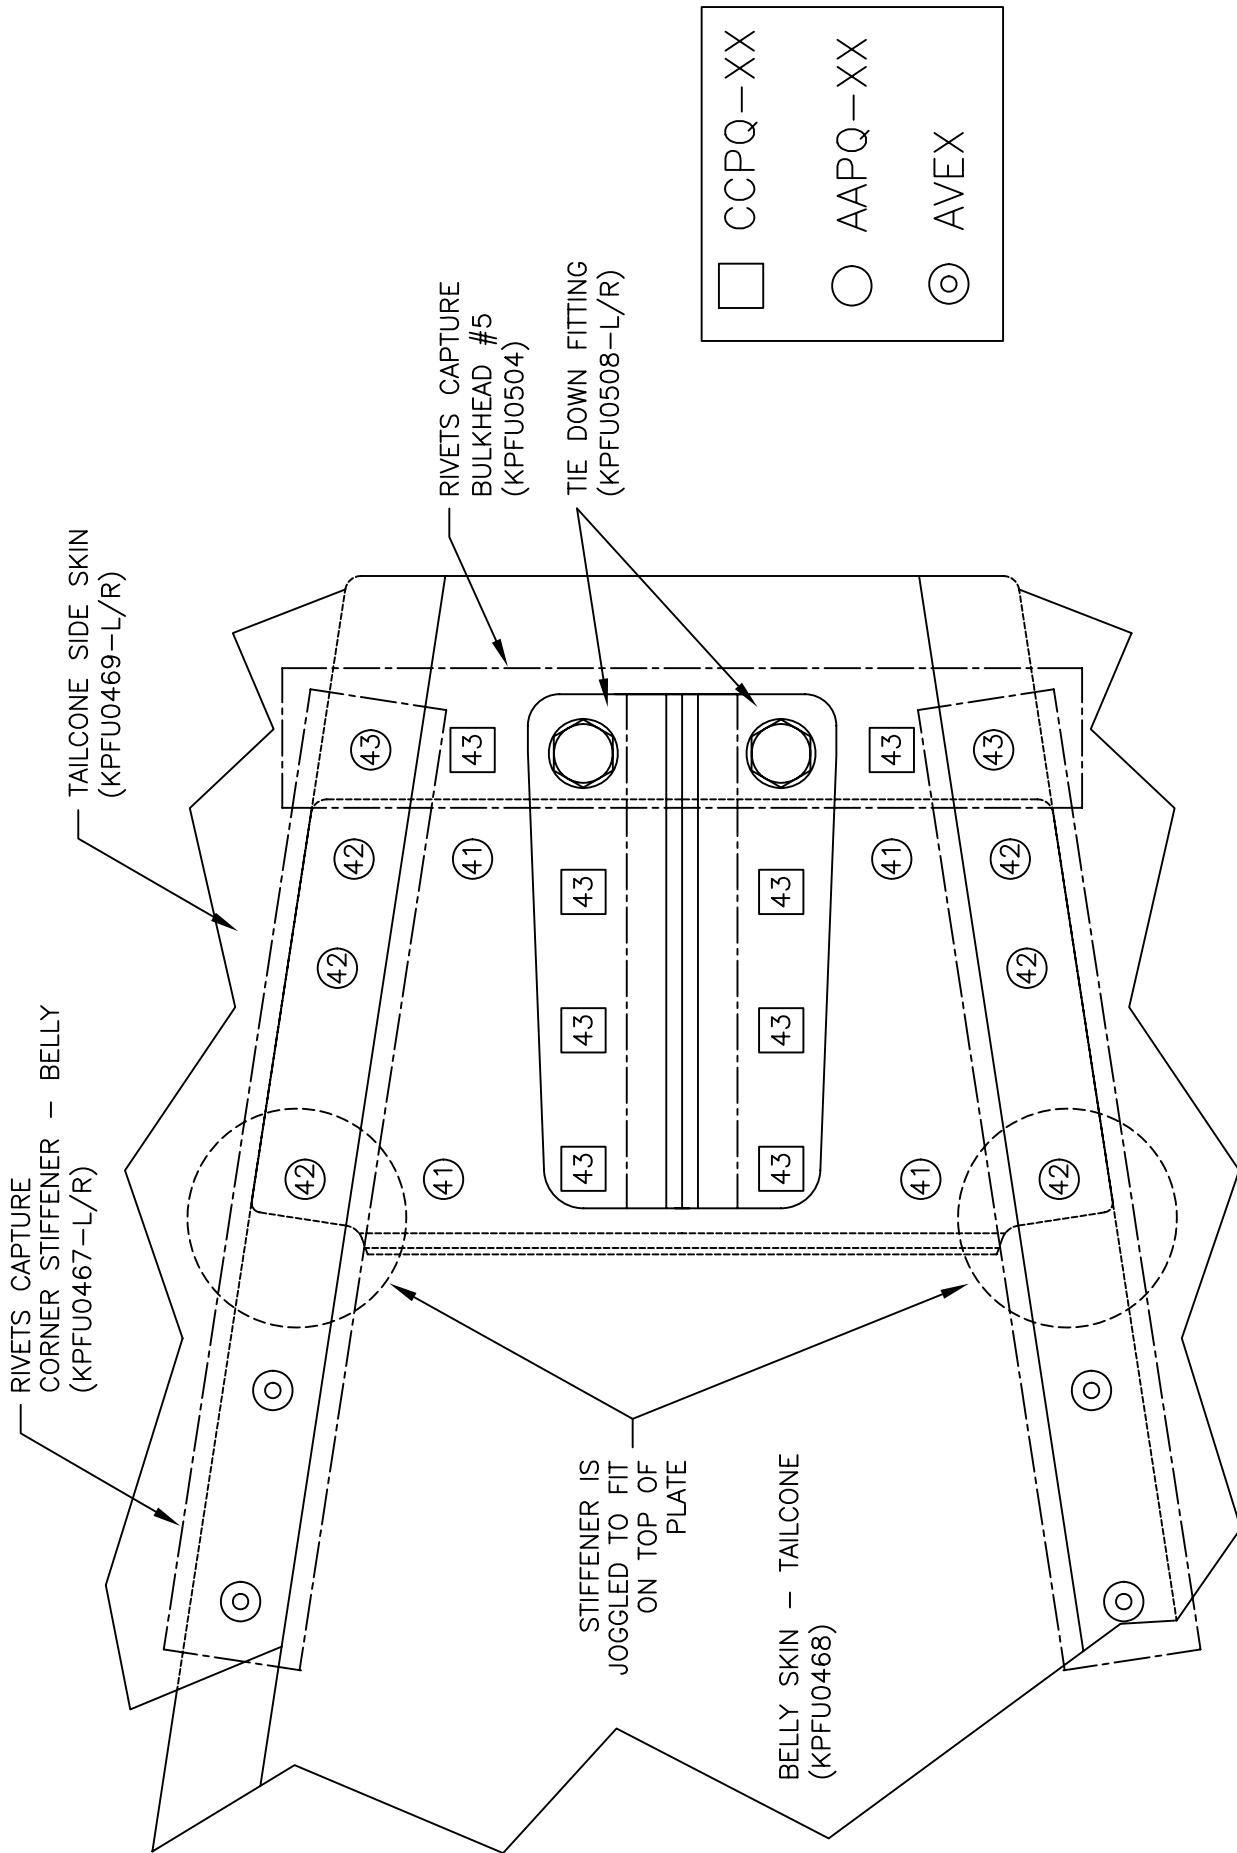 RIVETS CAPTURE
CORNER STIFFENER - BELLY
(KPFU0467-L/R)
TAILCONE SIDE SKIN
(KPFU0469-L/R)
RIVETS CAPTURE
BULKHEAD #5
(KPFU0504)
TIE DOWN FITTING
(KPFU0508-L/R)
CCPQ-XX
AAPQ-XX
AVEX
STIFFENER IS
JOGGLED TO FIT
ON TOP OF
PLATE
BELLY SKIN - TAILCONE
(KPFU0468)
42
42
42
43
41
41
43
43
43
43
43
43
43
41
41
43
42
42
42
43